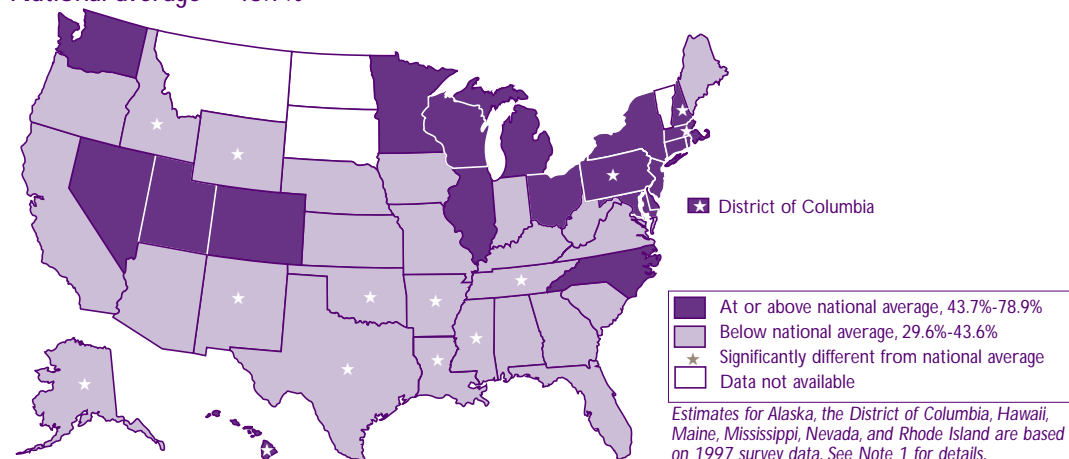 District of Columbia
At or above national average, 43.7%-78.9%
Below national average, 29.6%-43.6%
Significantly different from national average
Data not available
Estimates for Alaska, the District of Columbia, Hawaii,
Maine, Mississippi, Nevada, and Rhode Island are based
on 1997 survey data. See Note 1 for details.